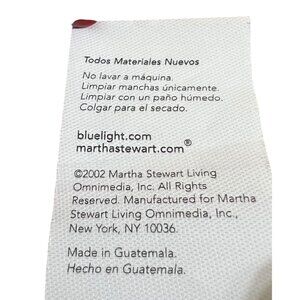 Todos Materiales Nuevos
No lavar a máquina.
Limpiar manchas únicamente.
Limpiar con un paño húmedo.
Colgar para el secado.
bluelight.com
marthastewart.com®
©2002 Martha Stewart Living
Omnimedia, Inc. All Rights
Reserved. Manufactured for Martha
Stewart Living Omnimedia, Inc.,
New York, NY 10036.
Made in Guatemala.
Hecho en Guatemala.